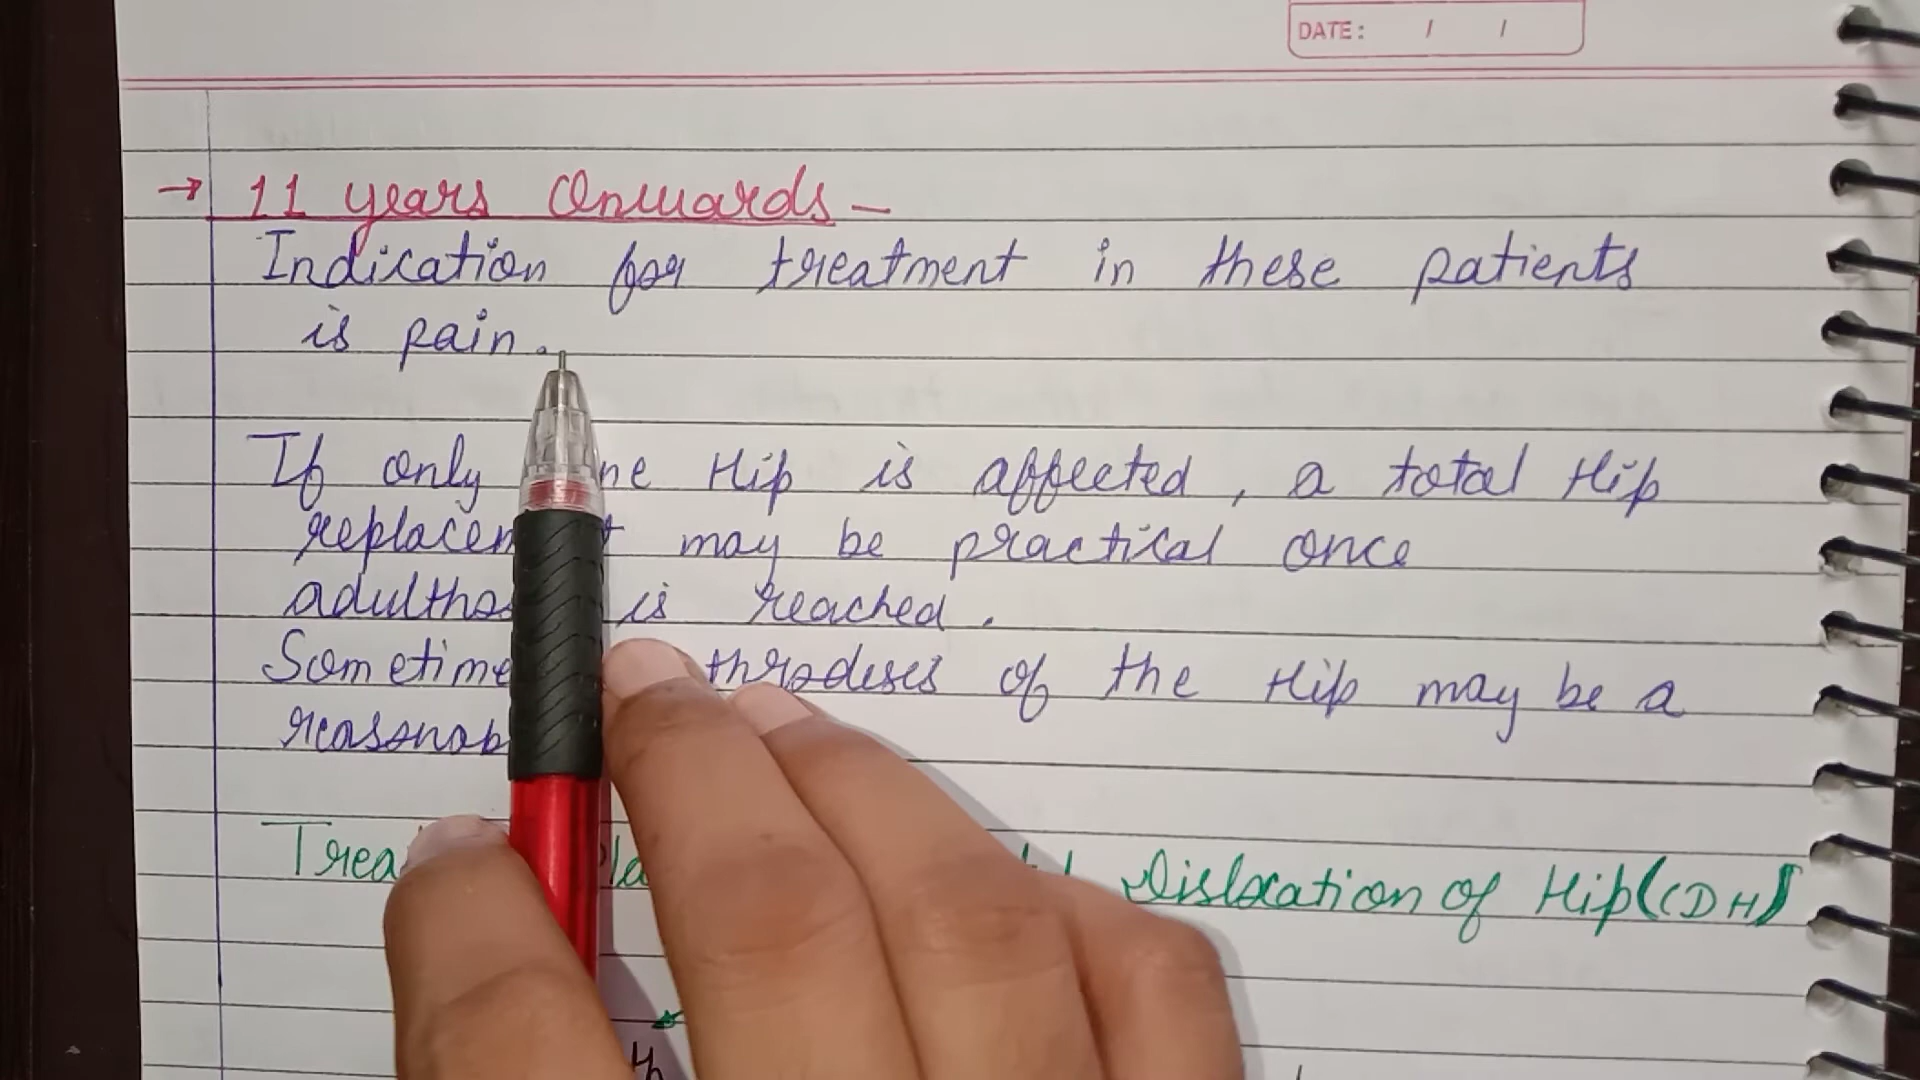 DATE: / /
→ 11 years Onwards –
Indication for treatment in these patients
is pain.
If only ne Hip is affected, a total Hip
replacem t may be practical once
adultho is reached.
Sometime throdeses of the Hip may be a
reasonab
Trea la Dislocation of Hip (CDH)